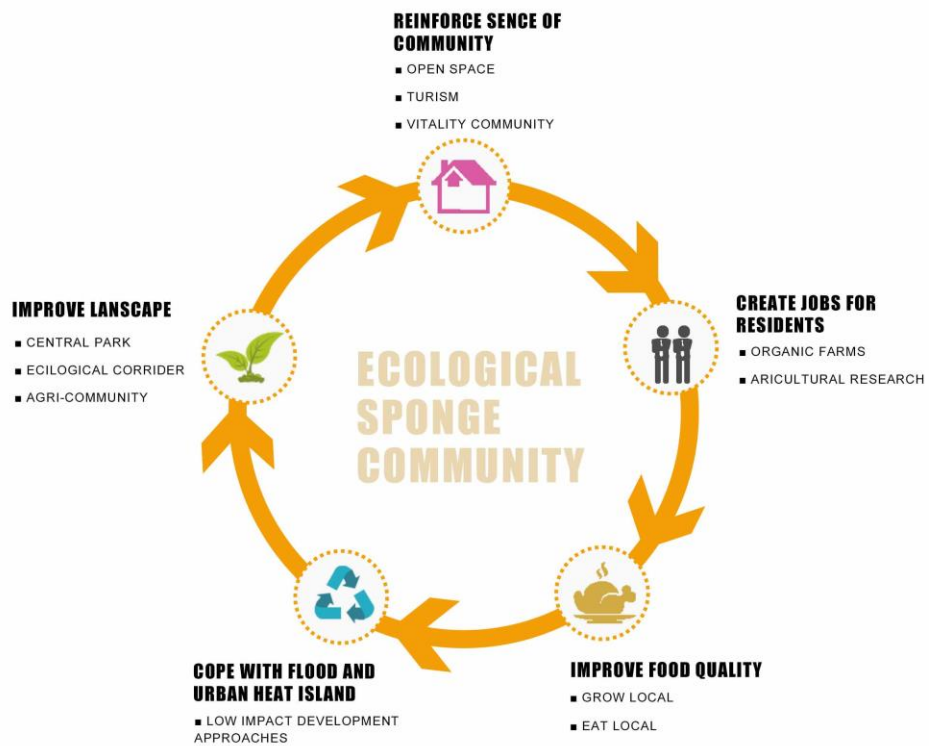 REINFORCE SENCE OF
COMMUNITY
■ OPEN SPACE
■ TURISM
■ VITALITY COMMUNITY
CREATE JOBS FOR
RESIDENTS
■ ORGANIC FARMS
■ ARICULTURAL RESEARCH
IMPROVE FOOD QUALITY
■ GROW LOCAL
■ EAT LOCAL
COPE WITH FLOOD AND
URBAN HEAT ISLAND
■ LOW IMPACT DEVELOPMENT
APPROACHES
IMPROVE LANSCAPE
■ CENTRAL PARK
■ ECILOGICAL CORRIDER
■ AGRI-COMMUNITY
ECOLOGICAL
SPONGE
COMMUNITY